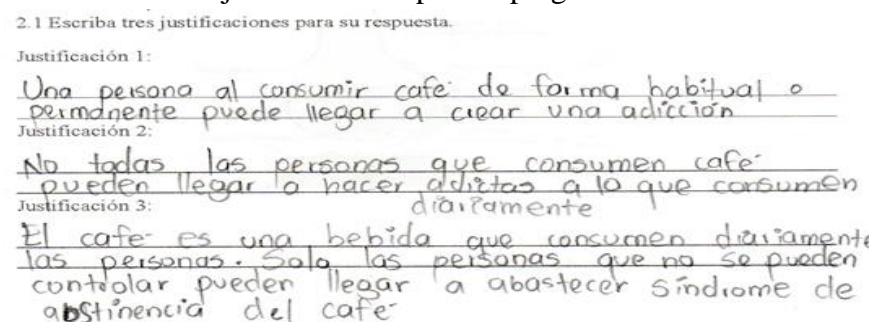 2.1 Escriba tres justificaciones para su respuesta.
Justificación 1:
Una persona al consumir cafe de forma habitual o
permanente puede llegar a crear una adicción
Justificación 2:
No todas las personas que consumen cafe
pueden llegar a hacer adictas a lo que consumen
diariamente
Justificación 3:
El cafe es una bebida que consumen diariamente
las personas. Solo las personas que no se pueden
controlar pueden llegar a abastecer síndrome de
abstinencia del cafe